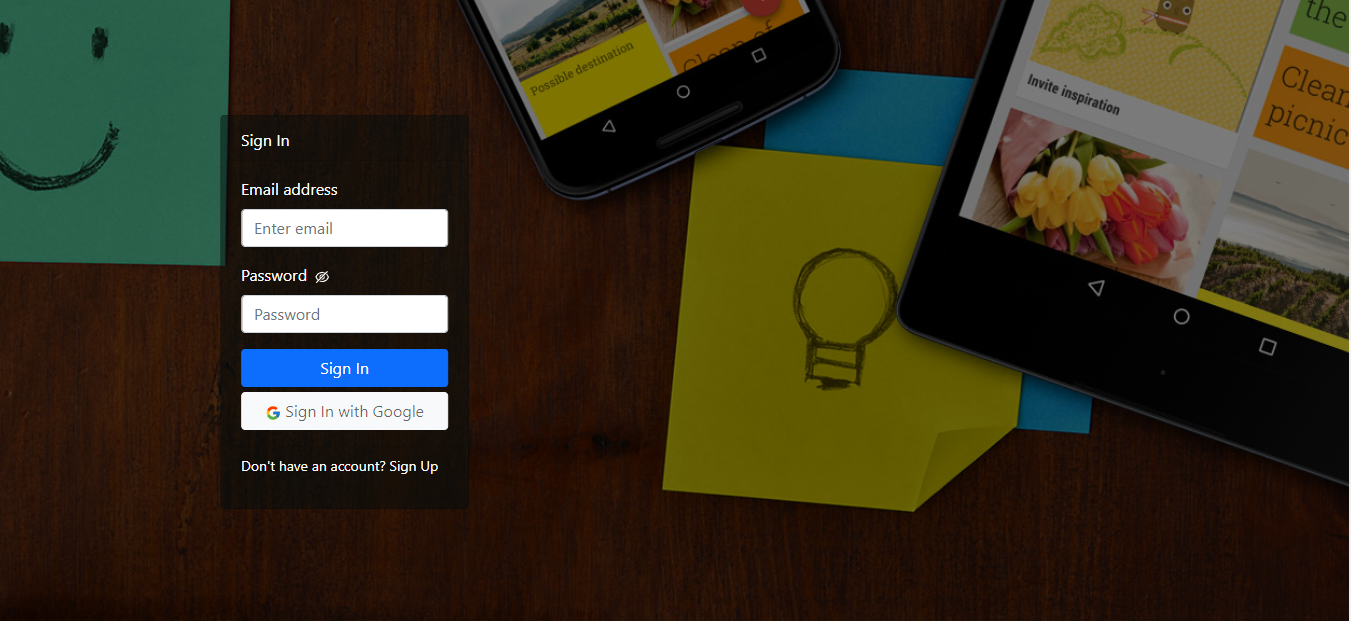 Possible destination
Clean
Invite inspiration
the
Clean
picnic
Sign In
Email address
Enter email
Password
Password
Sign In
Sign In with Google
Don't have an account? Sign Up